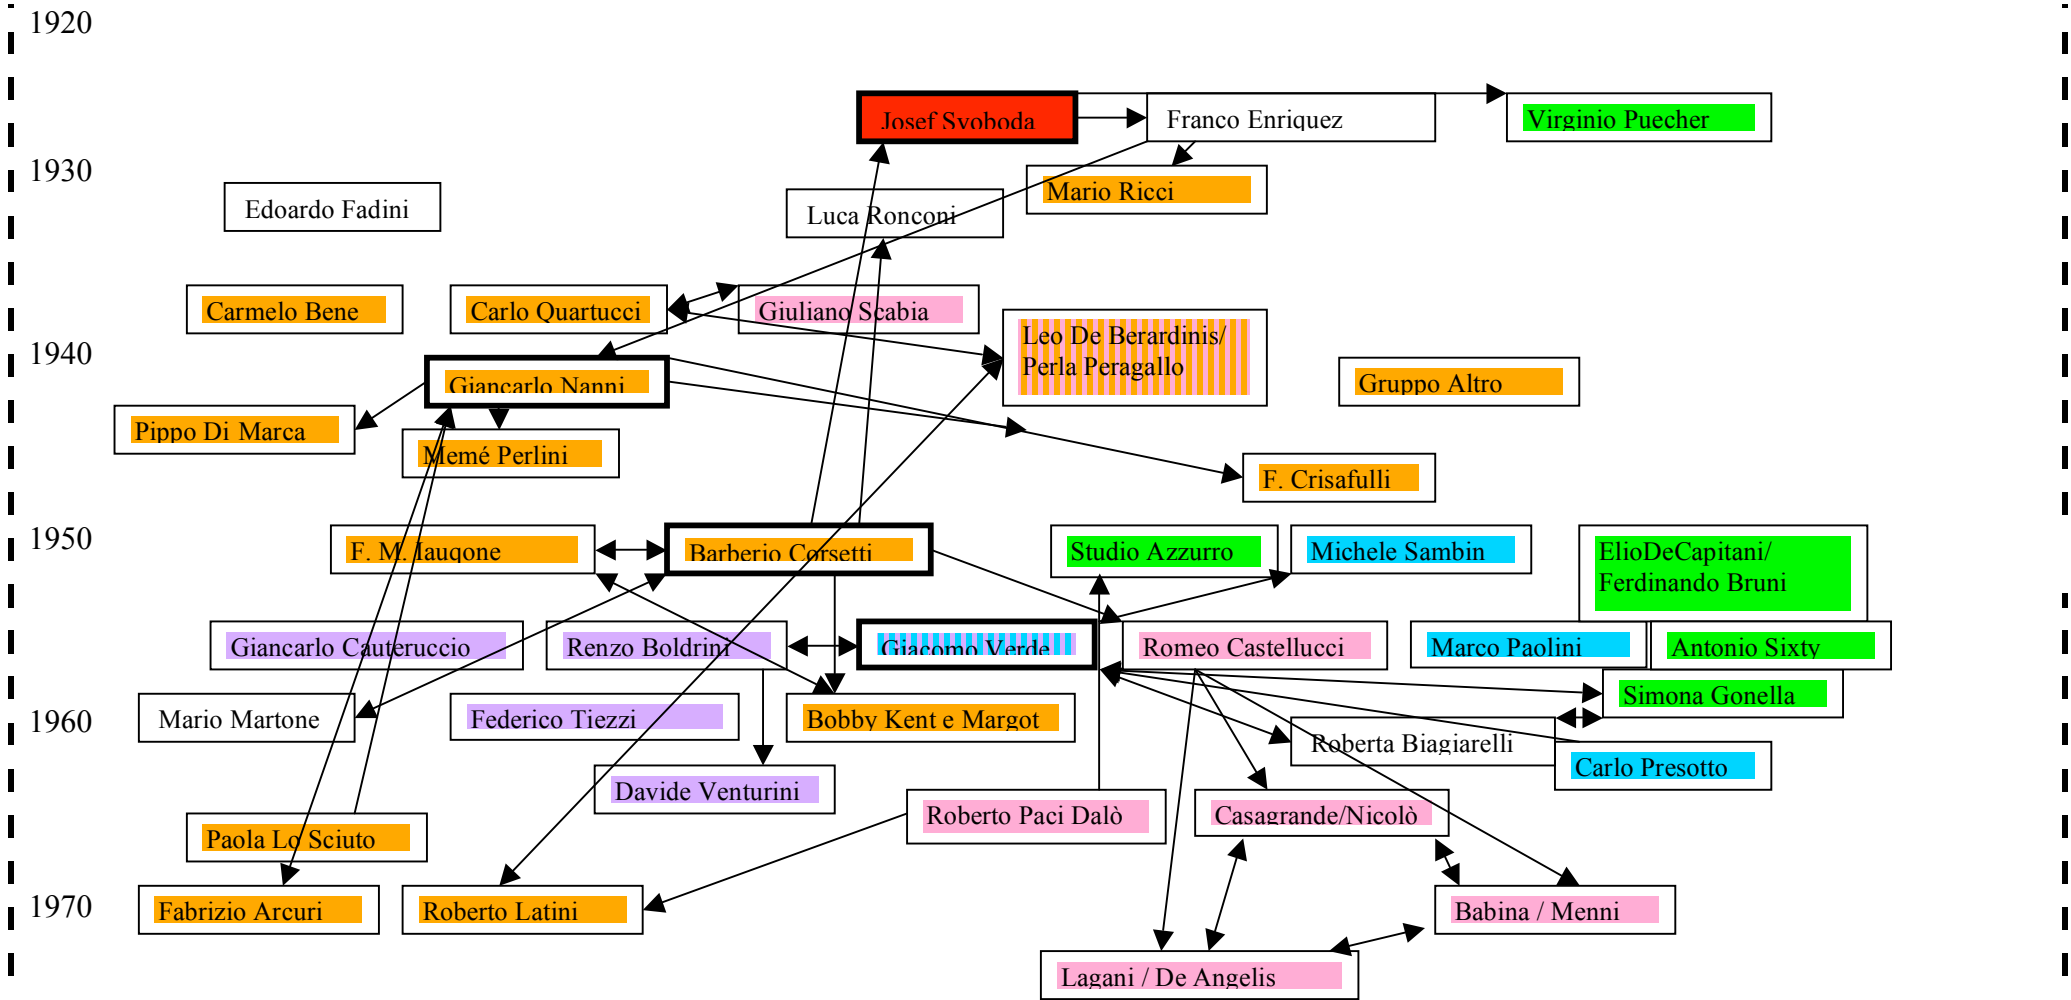 1920
Josef Svoboda
Franco Enriquez
Virginio Puecher
1930
Mario Ricci
Edoardo Fadini
Luca Ronconi
Carmelo Bene
Carlo Quartucci
Giuliano Scabia
Leo De Berardinis/
Perla Peragallo
1940
Giancarlo Nanni
Gruppo Altro
Pippo Di Marca
Memé Perlini
F. Crisafulli
1950
F. M. Iauqone
Barberio Corsetti
Studio Azzurro
Michele Sambin
ElioDeCapitani/
Ferdinando Bruni
Giancarlo Cauteruccio
Renzo Boldrini
Giacomo Verde
Romeo Castellucci
Marco Paolini
Antonio Sixty
Simona Gonella
1960
Mario Martone
Federico Tiezzi
Bobby Kent e Margot
Roberta Biagiarelli
Carlo Presotto
Davide Venturini
Roberto Paci Dalò
Casagrande/Nicolò
Paola Lo Sciuto
1970
Fabrizio Arcuri
Roberto Latini
Babina / Menni
Lagani / De Angelis